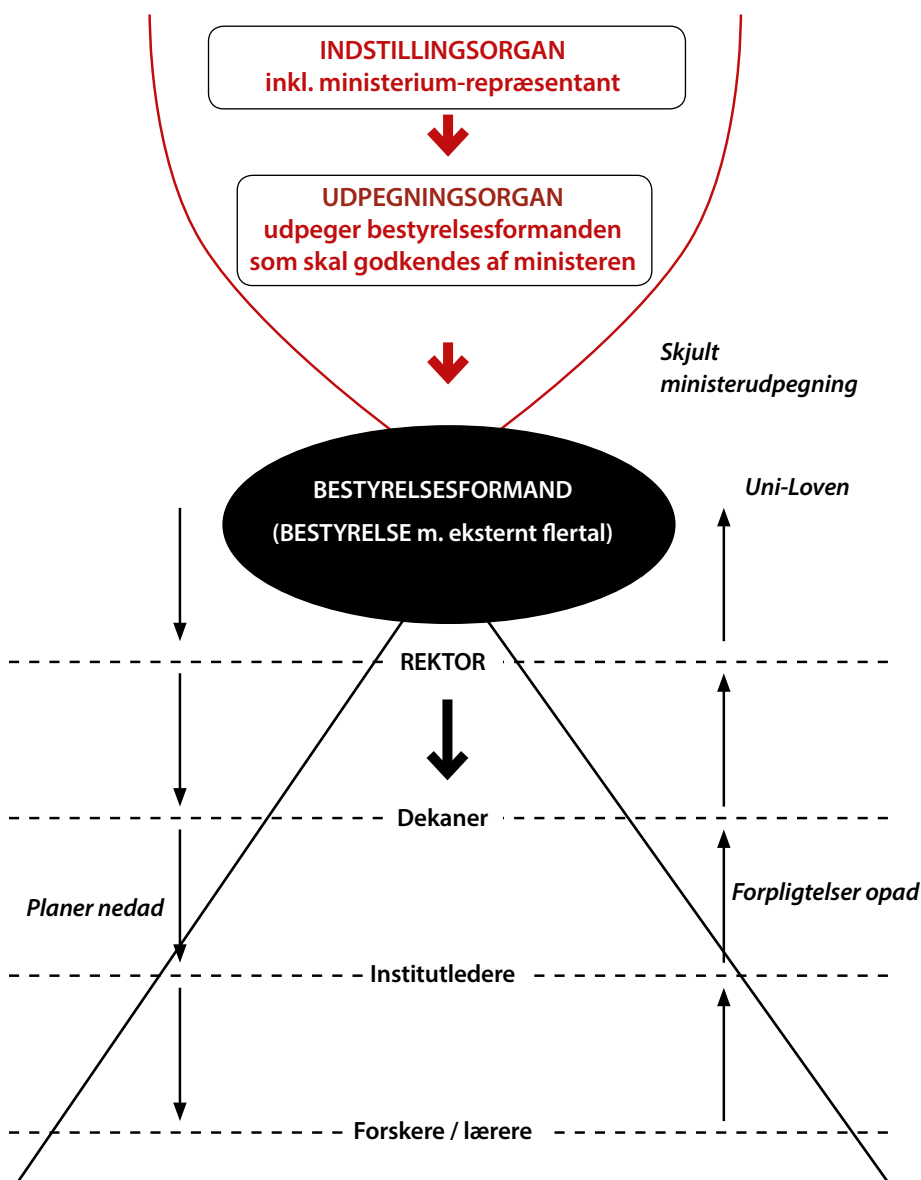 INDSTILLINGSORGAN
inkl. ministerium-repræsentant
UDPEGNINGSORGAN
udpeger bestyrelsesformanden
som skal godkendes af ministeren
Skjult
ministerudpegning
BESTYRELSESFORMAND
(BESTYRELSE m. eksternt flertal)
Uni-Loven
REKTOR
Dekaner
Planer nedad
Forpligtelser opad
Institutledere
Forskere / lærere